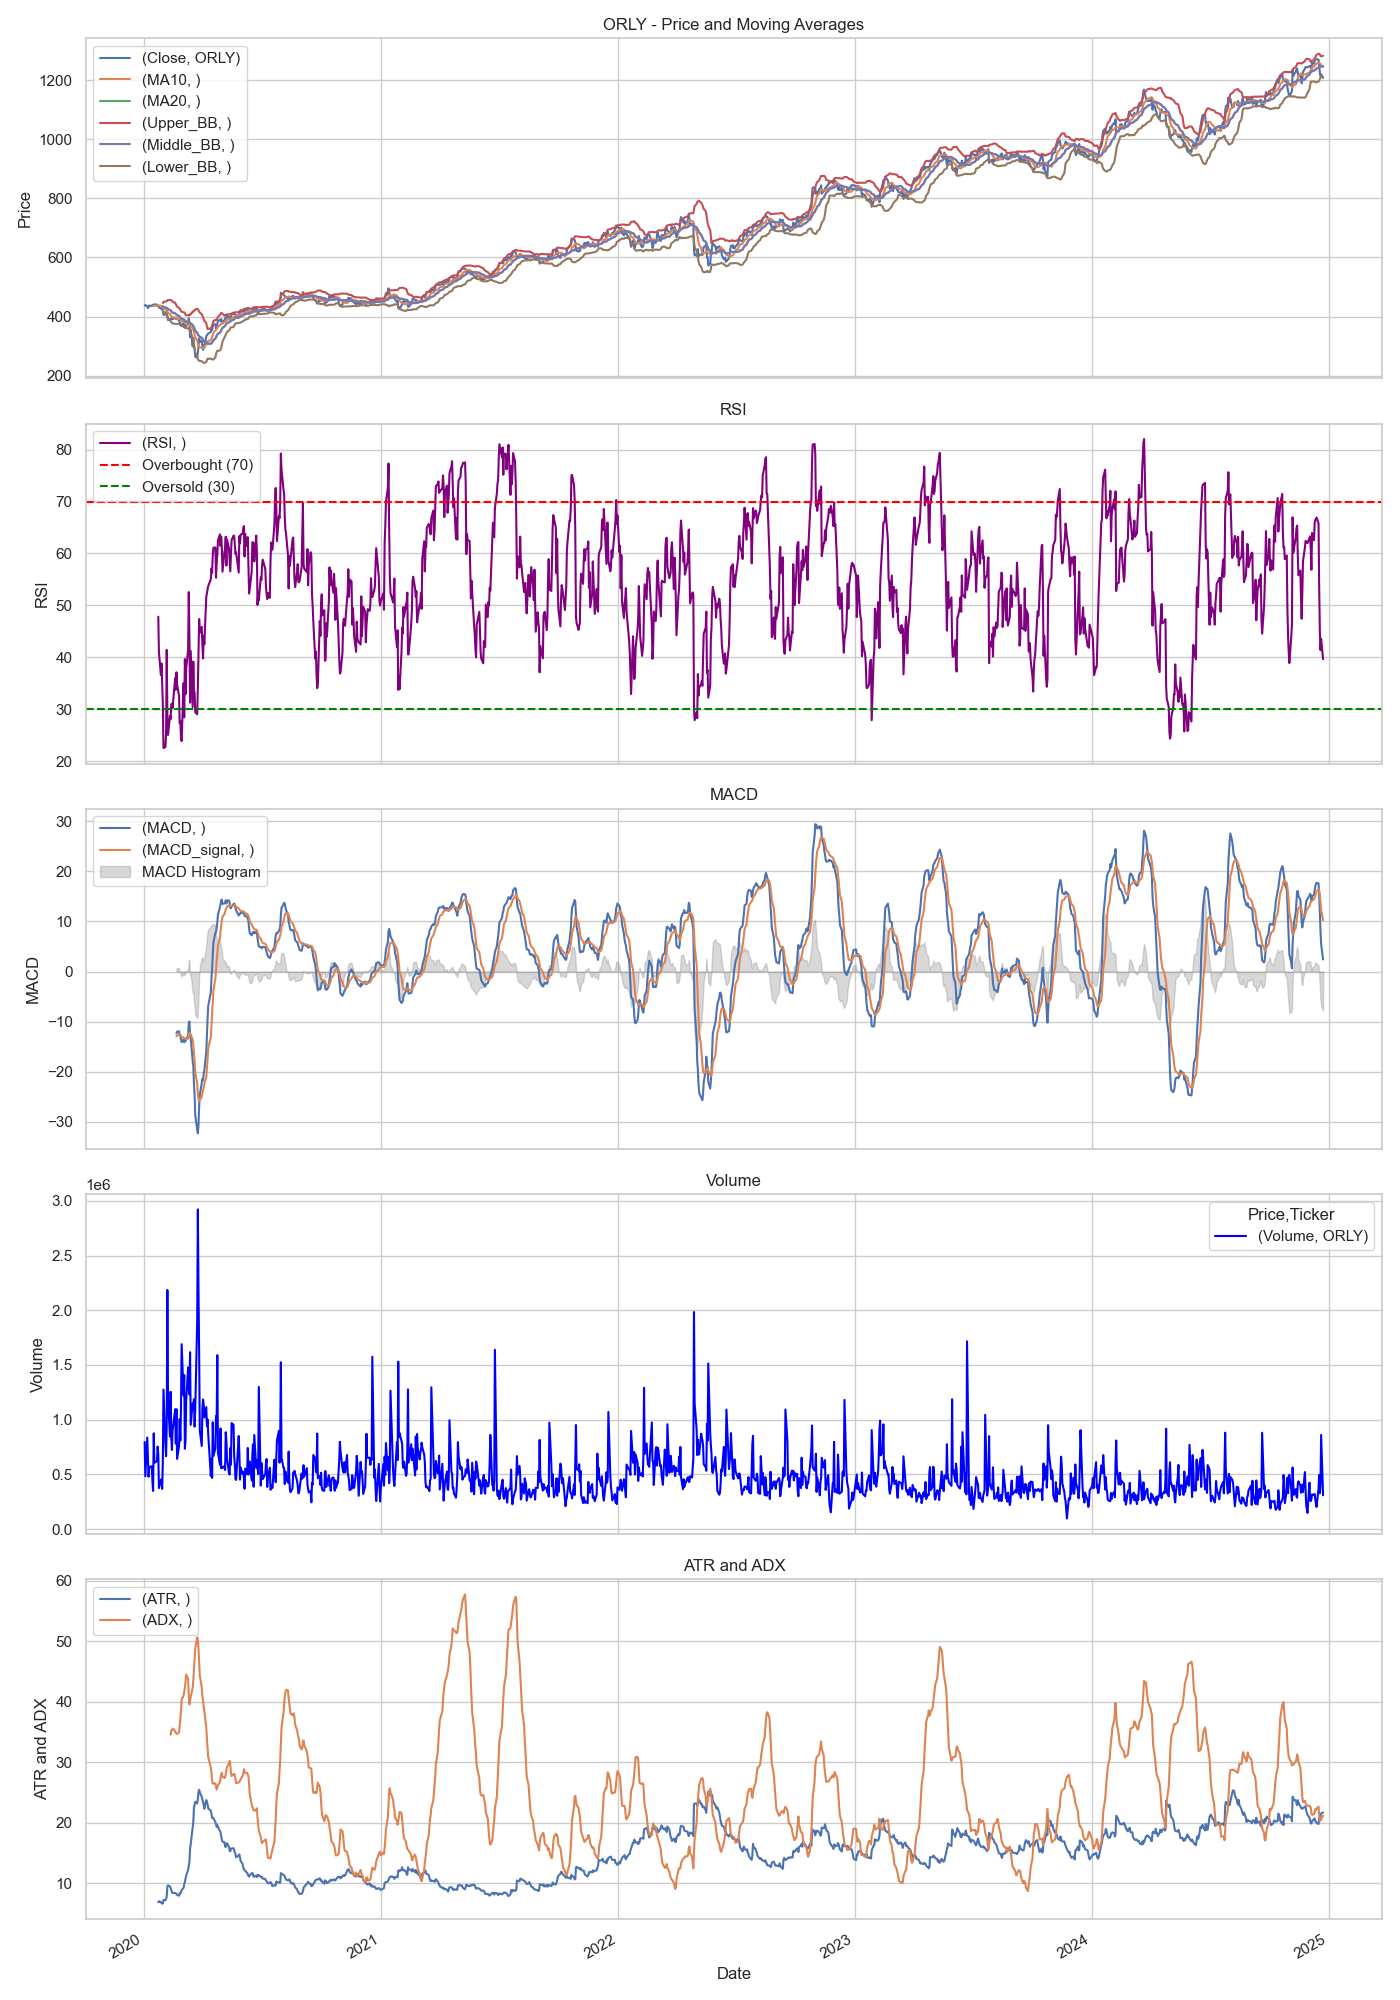 ORLY - Price and Moving Averages
(Close, ORLY)
(MA10, )
(MA20, )
(Upper_BB, )
(Middle_BB, )
(Lower_BB, )
1200
1000
800
600
400
200
Price
RSI
(RSI, )
Overbought (70)
Oversold (30)
80
70
60
50
40
30
20
RSI
MACD
(MACD, )
(MACD_signal, )
MACD Histogram
30
20
10
0
−10
−20
−30
MACD
Volume
1e6
Price,Ticker
(Volume, ORLY)
3.0
2.5
2.0
1.5
1.0
0.5
0.0
Volume
ATR and ADX
(ATR, )
(ADX, )
60
50
40
30
20
10
ATR and ADX
2020
2021
2022
2023
2024
2025
Date